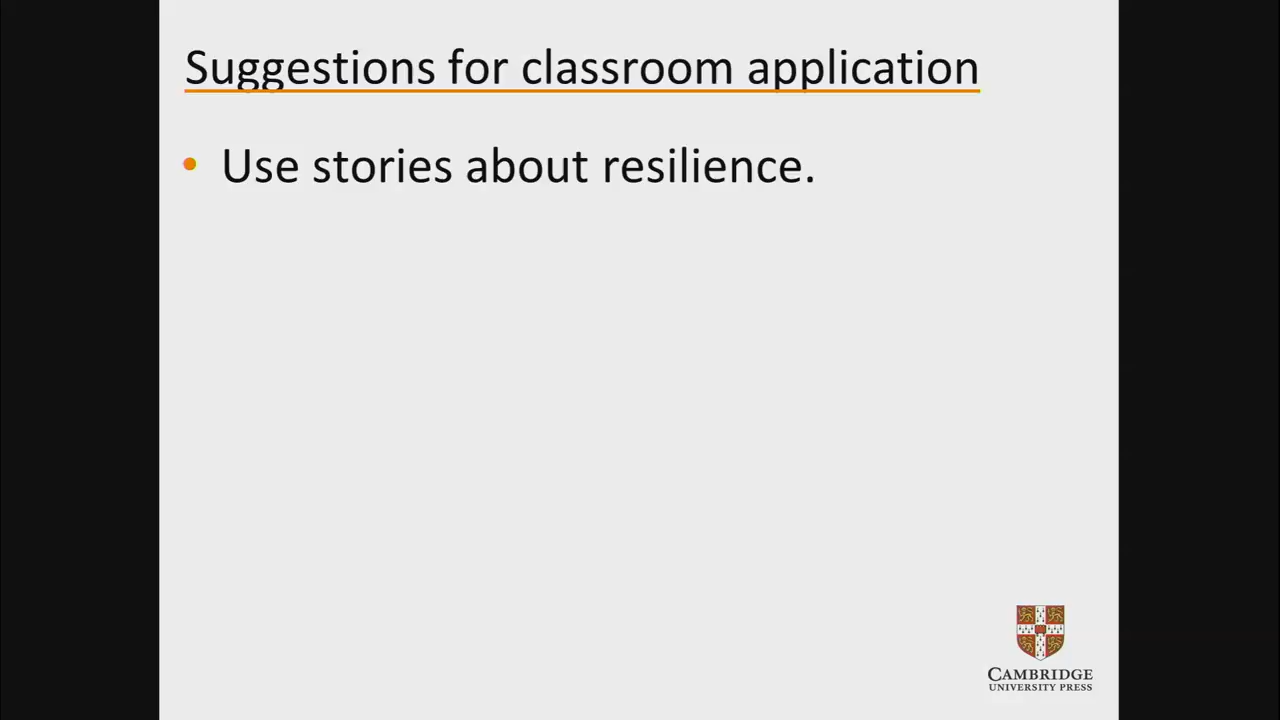 Suggestions for classroom application
• Use stories about resilience.
CAMBRIDGE
UNIVERSITY PRESS